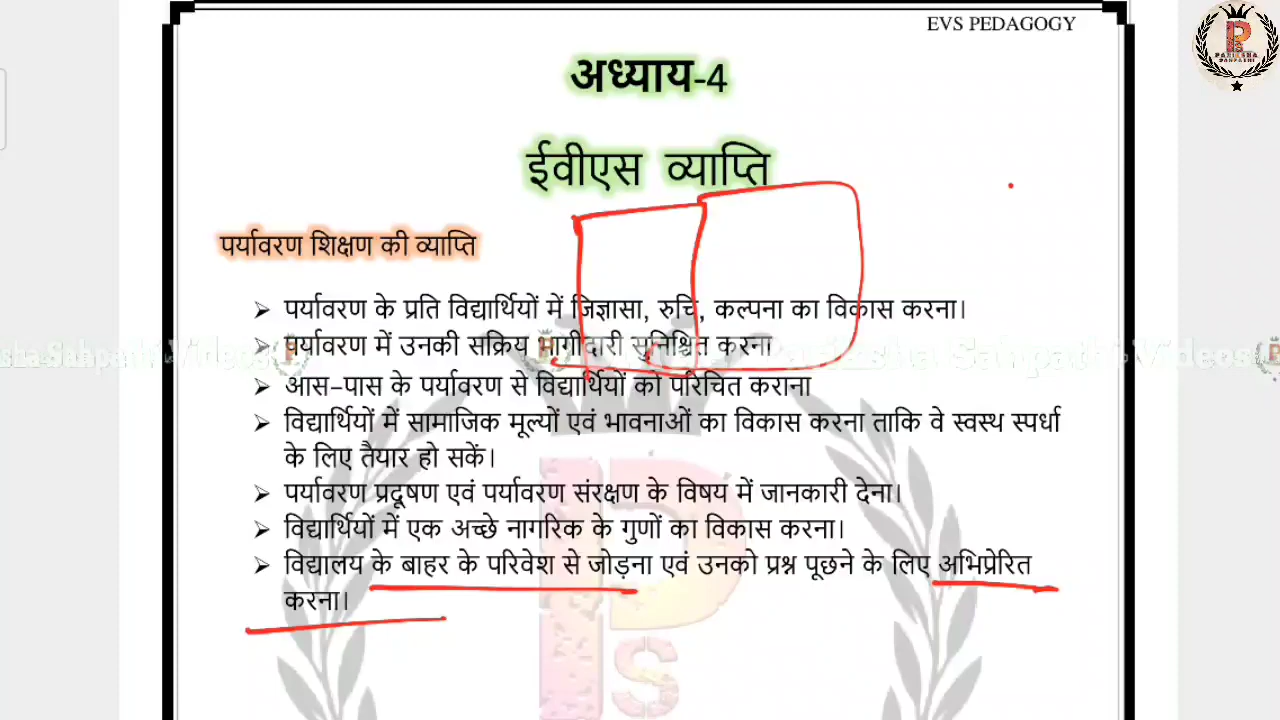 EVS PEDAGOGY
PARIKSHA
SANPATHI
अध्याय-4
ईवीएस व्याप्ति
पर्यावरण शिक्षण की व्याप्ति
➢ पर्यावरण के प्रति विद्यार्थियों में जिज्ञासा, रुचि, कल्पना का विकास करना।
➢ पर्यावरण में उनकी सक्रिय भागीदारी सुनिश्चित करना
➢ आस-पास के पर्यावरण से विद्यार्थियों को परिचित कराना
➢ विद्यार्थियों में सामाजिक मूल्यों एवं भावनाओं का विकास करना ताकि वे स्वस्थ स्पर्धा
के लिए तैयार हो सकें।
➢ पर्यावरण प्रदूषण एवं पर्यावरण संरक्षण के विषय में जानकारी देना।
➢ विद्यार्थियों में एक अच्छे नागरिक के गुणों का विकास करना।
➢ विद्यालय के बाहर के परिवेश से जोड़ना एवं उनको प्रश्न पूछने के लिए अभिप्रेरित
करना।